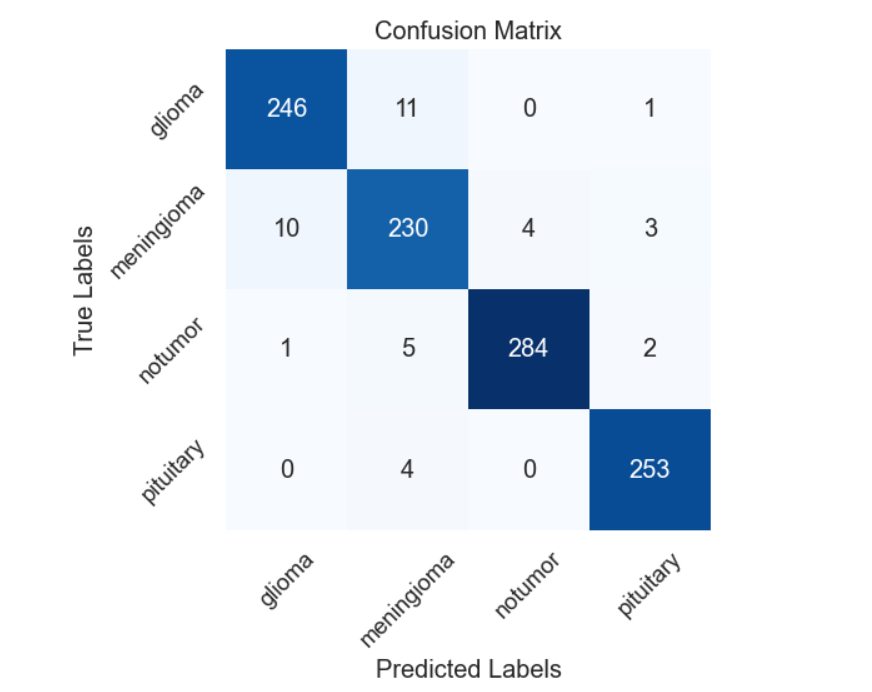 Confusion Matrix
glioma 246 11 0 1
meningioma 10 230 4 3
notumor 1 5 284 2
pituitary 0 4 0 253
True Labels
glioma meningioma notumor pituitary
Predicted Labels